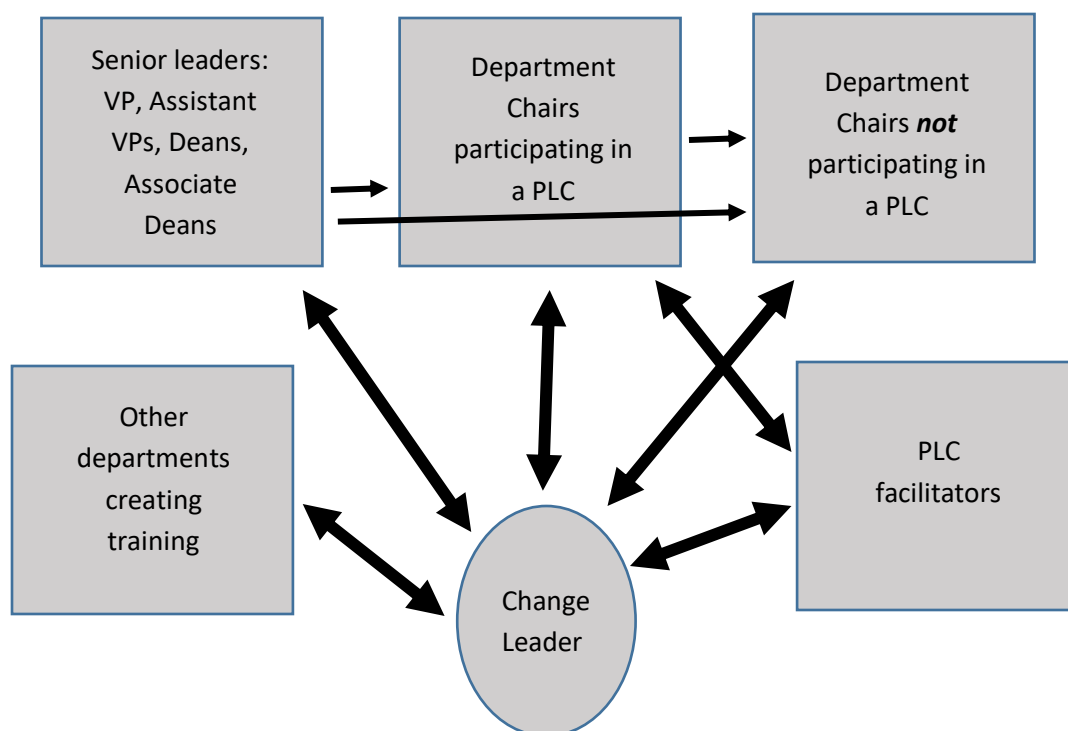 Senior leaders:
VP, Assistant
VPs, Deans,
Associate
Deans
Department
Chairs
participating in
a PLC
Department
Chairs not
participating in
a PLC
Other
departments
creating
training
PLC
facilitators
Change
Leader